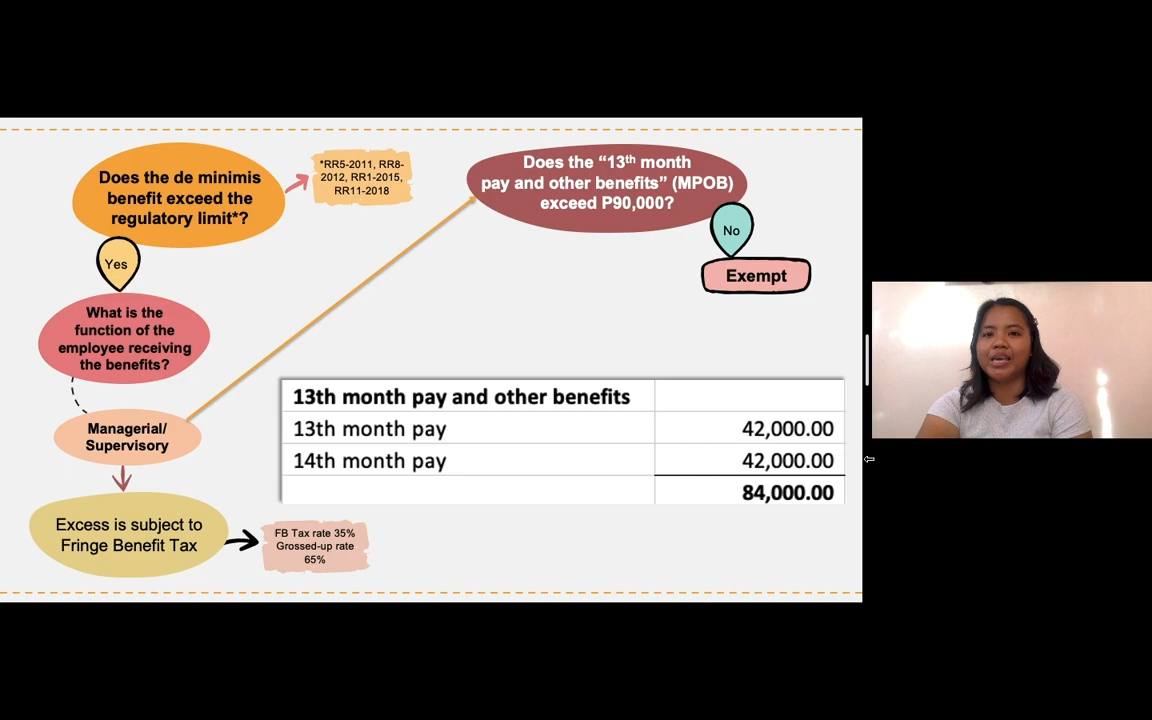 Does the de minimis
benefit exceed the
regulatory limit*?
*RR5-2011, RR8-
2012, RR1-2015,
RR11-2018
Yes
What is the
function of the
employee receiving
the benefits?
Managerial/
Supervisory
Excess is subject to
Fringe Benefit Tax
FB Tax rate 35%
Grossed-up rate
65%
Does the “13th month
pay and other benefits” (MPOB)
exceed P90,000?
No
Exempt
13th month pay and other benefits
13th month pay 42,000.00
14th month pay 42,000.00
84,000.00